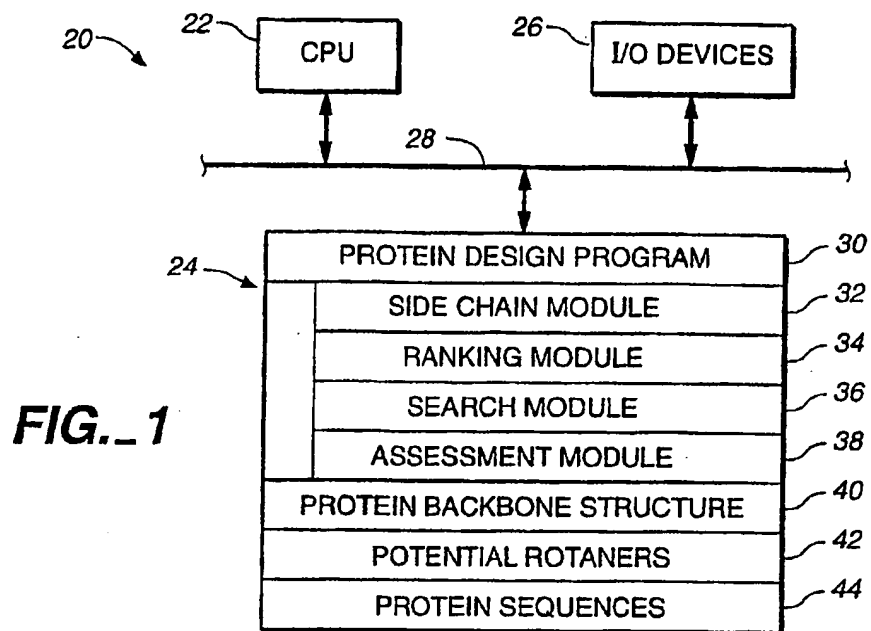 20
22
CPU
26
I/O DEVICES
28
24
PROTEIN DESIGN PROGRAM
30
SIDE CHAIN MODULE
32
RANKING MODULE
34
SEARCH MODULE
36
ASSESSMENT MODULE
38
PROTEIN BACKBONE STRUCTURE
40
POTENTIAL ROTANERS
42
PROTEIN SEQUENCES
44
FIG._1